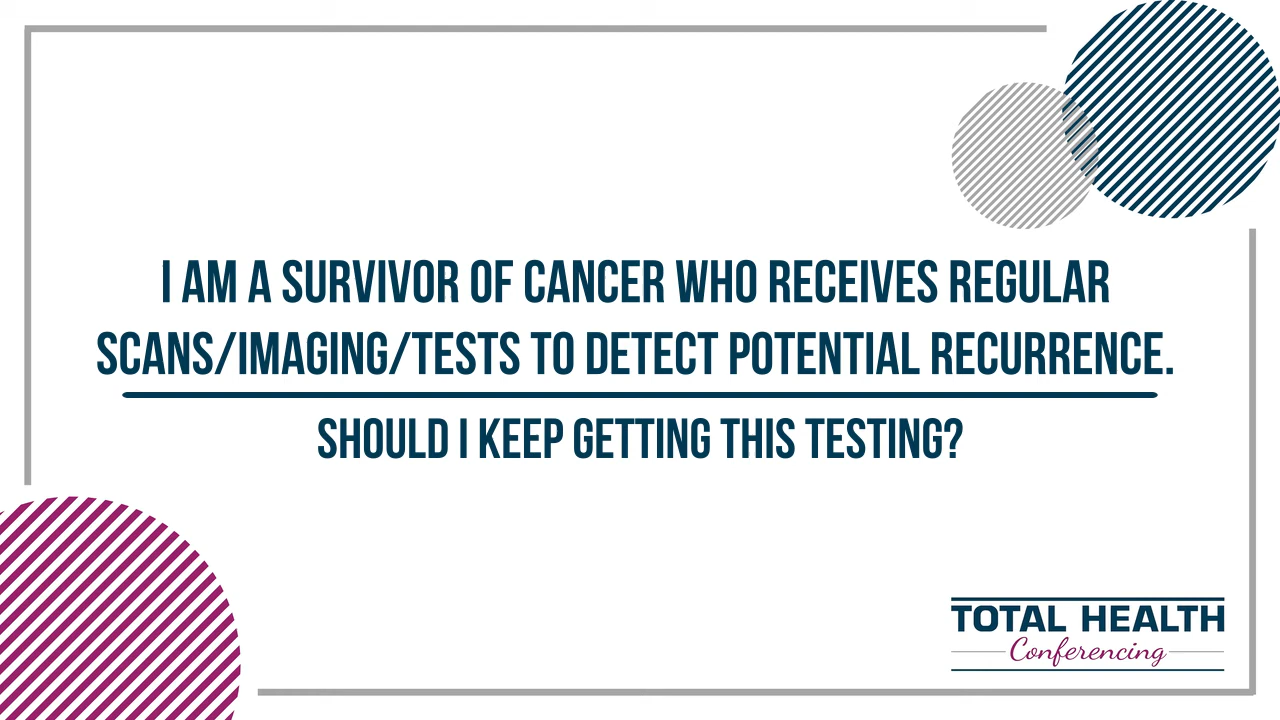 I AM A SURVIVOR OF CANCER WHO RECEIVES REGULAR
SCANS/IMAGING/TESTS TO DETECT POTENTIAL RECURRENCE.
SHOULD I KEEP GETTING THIS TESTING?
TOTAL HEALTH
Conferencing